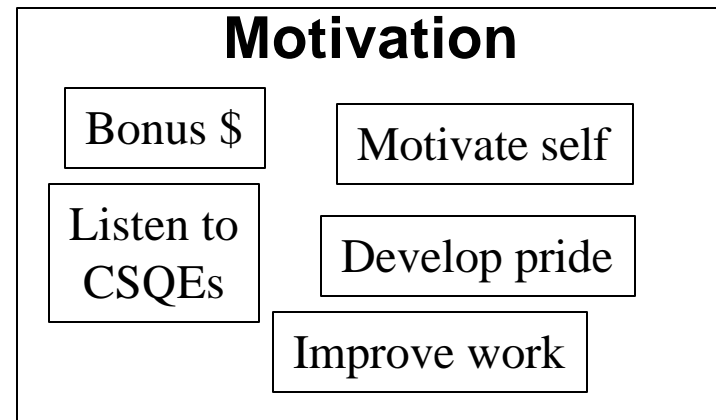 Motivation
Bonus $
Motivate self
Listen to
CSQEs
Develop pride
Improve work